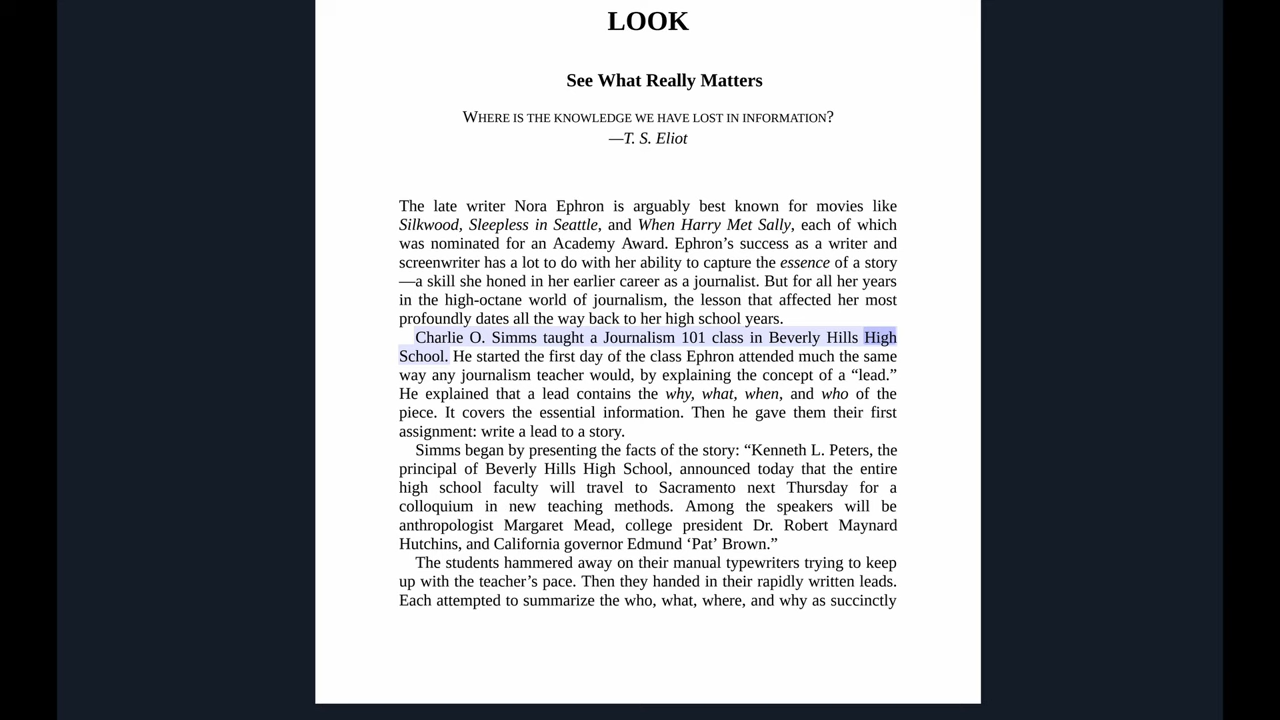 LOOK
See What Really Matters
WHERE IS THE KNOWLEDGE WE HAVE LOST IN INFORMATION?
—T. S. Eliot
The late writer Nora Ephron is arguably best known for movies like
Silkwood, Sleepless in Seattle, and When Harry Met Sally, each of which
was nominated for an Academy Award. Ephron’s success as a writer and
screenwriter has a lot to do with her ability to capture the essence of a story
—a skill she honed in her earlier career as a journalist. But for all her years
in the high-octane world of journalism, the lesson that affected her most
profoundly dates all the way back to her high school years.
Charlie O. Simms taught a Journalism 101 class in Beverly Hills High
School. He started the first day of the class Ephron attended much the same
way any journalism teacher would, by explaining the concept of a “lead.”
He explained that a lead contains the why, what, when, and who of the
piece. It covers the essential information. Then he gave them their first
assignment: write a lead to a story.
Simms began by presenting the facts of the story: “Kenneth L. Peters, the
principal of Beverly Hills High School, announced today that the entire
high school faculty will travel to Sacramento next Thursday for a
colloquium in new teaching methods. Among the speakers will be
anthropologist Margaret Mead, college president Dr. Robert Maynard
Hutchins, and California governor Edmund ‘Pat’ Brown.”
The students hammered away on their manual typewriters trying to keep
up with the teacher’s pace. Then they handed in their rapidly written leads.
Each attempted to summarize the who, what, where, and why as succinctly